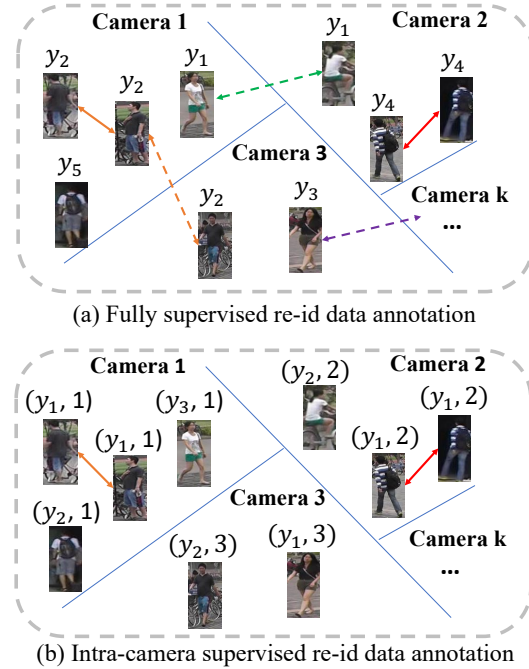 Camera 1
Camera 2
y₂
y₂
y₁
y₁
y₄
y₄
Camera 3
y₅
y₂
y₃
Camera k
...
(a) Fully supervised re-id data annotation
Camera 1
Camera 2
(y₁, 1)
(y₁, 1)
(y₃, 1)
(y₂, 2)
(y₁, 2)
(y₁, 2)
Camera 3
(y₂, 1)
(y₂, 3)
(y₁, 3)
Camera k
...
(b) Intra-camera supervised re-id data annotation